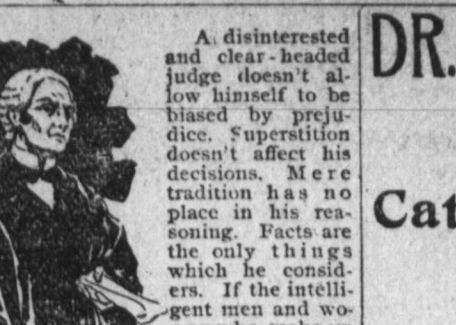 A disinterested
and clear-headed
judge doesn't al-
low himself to be
biased by preju-
dice. Superstition
doesn't affect his
decisions. Mere
tradition has no
place in his rea-
soning. Facts are
the only things
which he consid-
ers. If the intelli-
gent men and wo-
DR.
Cat